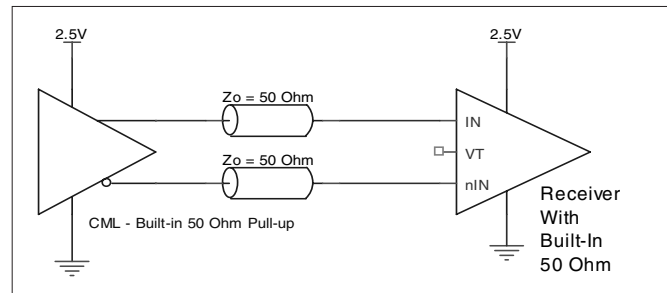 2.5V
2.5V
Zo = 50 Ohm
IN
VT
Zo = 50 Ohm
nIN
CML - Built-in 50 Ohm Pull-up
Receiver
With
Built-In
50 Ohm